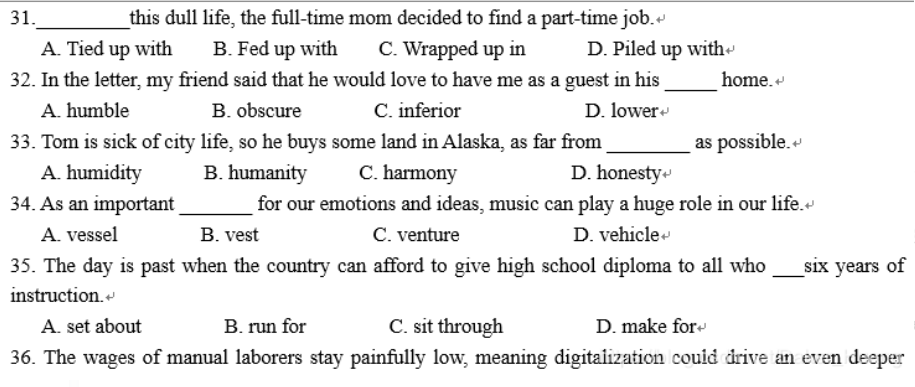 31.________this dull life, the full-time mom decided to find a part-time job.
A. Tied up with B. Fed up with C. Wrapped up in D. Piled up with
32. In the letter, my friend said that he would love to have me as a guest in his _____ home.
A. humble B. obscure C. inferior D. lower
33. Tom is sick of city life, so he buys some land in Alaska, as far from ________ as possible.
A. humidity B. humanity C. harmony D. honesty
34. As an important _______ for our emotions and ideas, music can play a huge role in our life.
A. vessel B. vest C. venture D. vehicle
35. The day is past when the country can afford to give high school diploma to all who ___six years of
instruction.
A. set about B. run for C. sit through D. make for
36. The wages of manual laborers stay painfully low, meaning digitalization could drive an even deeper